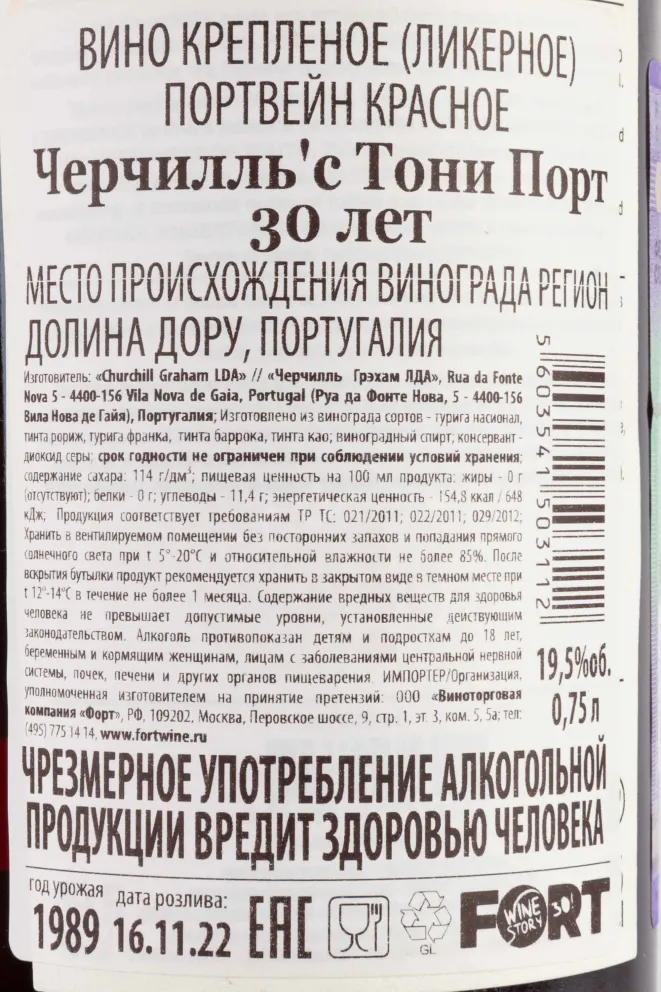 ВИНО КРЕПЛЕНОЕ (ЛИКЕРНОЕ)
ПОРТВЕЙН КРАСНОЕ
Черчилль'с Тони Порт
30 лет
МЕСТО ПРОИСХОЖДЕНИЯ ВИНОГРАДА РЕГИОН
ДОЛИНА ДОРУ, ПОРТУГАЛИЯ
Изготовитель: «Churchill Graham LDA» // «Черчилль Грэхам ЛДА», Rua da Fonte
Nova 5 - 4400-156 Vila Nova de Gaia, Portugal (Руа да Фонте Нова, 5 - 4400-156
Вила Нова де Гайя), Португалия; Изготовлено из винограда сортов - турига насионал,
тинта рориж, турига франка, тинта баррока, тинта као; виноградный спирт; консервант -
диоксид серы; срок годности не ограничен при соблюдении условий хранения;
содержание сахара: 114 г/дм³; пищевая ценность на 100 мл продукта: жиры - 0 г
(отсутствуют); белки - 0 г; углеводы - 11,4 г; энергетическая ценность - 154,8 ккал / 648
кДж; Продукция соответствует требованиям ТР ТС: 021/2011; 022/2011; 029/2012;
Хранить в вентилируемом помещении без посторонних запахов и попадания прямого
солнечного света при t 5°-20°С и относительной влажности не более 85%. После
вскрытия бутылки продукт рекомендуется хранить в закрытом виде в темном месте при
t 12°-14°С в течение не более 1 месяца. Содержание вредных веществ для здоровья
человека не превышает допустимые уровни, установленные действующим
законодательством. Алкоголь противопоказан детям и подросткам до 18 лет,
беременным и кормящим женщинам, лицам с заболеваниями центральной нервной
системы, почек, печени и других органов пищеварения. ИМПОРТЕР/Организация,
уполномоченная изготовителем на принятие претензий: ООО «Виноторговая
компания «Форт», РФ, 109202, Москва, Перовское шоссе, 9, стр. 1, эт. 3, ком. 5, 5а; тел:
(495) 775 14 14, www.fortwine.ru
5 603541 503112
19,5%об.
0,75 л
ЧРЕЗМЕРНОЕ УПОТРЕБЛЕНИЕ АЛКОГОЛЬНОЙ
ПРОДУКЦИИ ВРЕДИТ ЗДОРОВЬЮ ЧЕЛОВЕКА
год урожая дата розлива:
1989 16.11.22
EAC
GL
FORT
WINE
STORY
30!